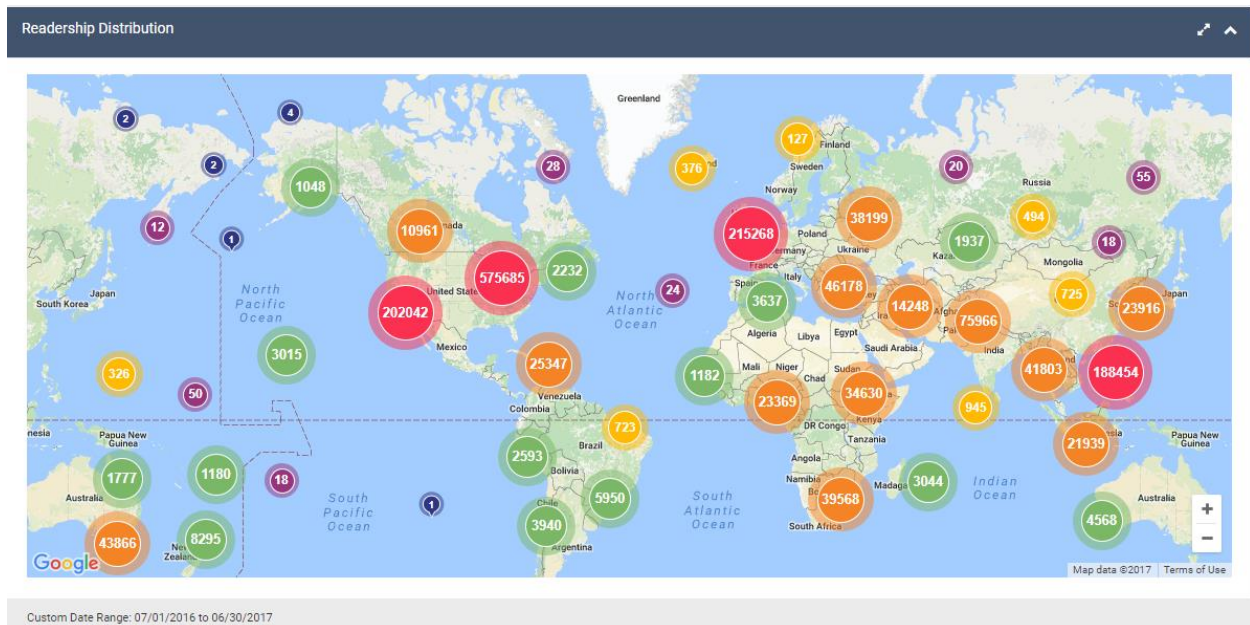 Readership Distribution
Greenland
2
4
127
Finland
376
Sweden
28
20
55
Russia
1048
Norway
12
2
10961
215268
38199
494
Poland
Ukraine
1937
18
1
Mongolia
575685
2232
France
Italy
46178
725
North
Pacific
Ocean
24
North
Atlantic
Ocean
3637
14248
75966
23916
Japan
South Korea
Japan
202042
Algeria
Libya
Egypt
Saudi Arabia
India
Mexico
3015
25347
1182
Mali
Niger
Chad
Sudan
41803
188454
326
50
Venezuela
Colombia
23369
34630
Kenya
945
723
DR Congo
Tanzania
21939
Papua New
Guinea
Papua New
Guinea
Brazil
2593
Bolivia
Angola
Namibia
1777
1180
18
South
Pacific
Ocean
1
5950
South
Atlantic
Ocean
39568
3044
Indian
Ocean
Australia
Australia
Chile
3940
South Africa
4568
+
−
43866
8295
Argentina
Google
Map data ©2017
Terms of Use
Custom Date Range: 07/01/2016 to 06/30/2017